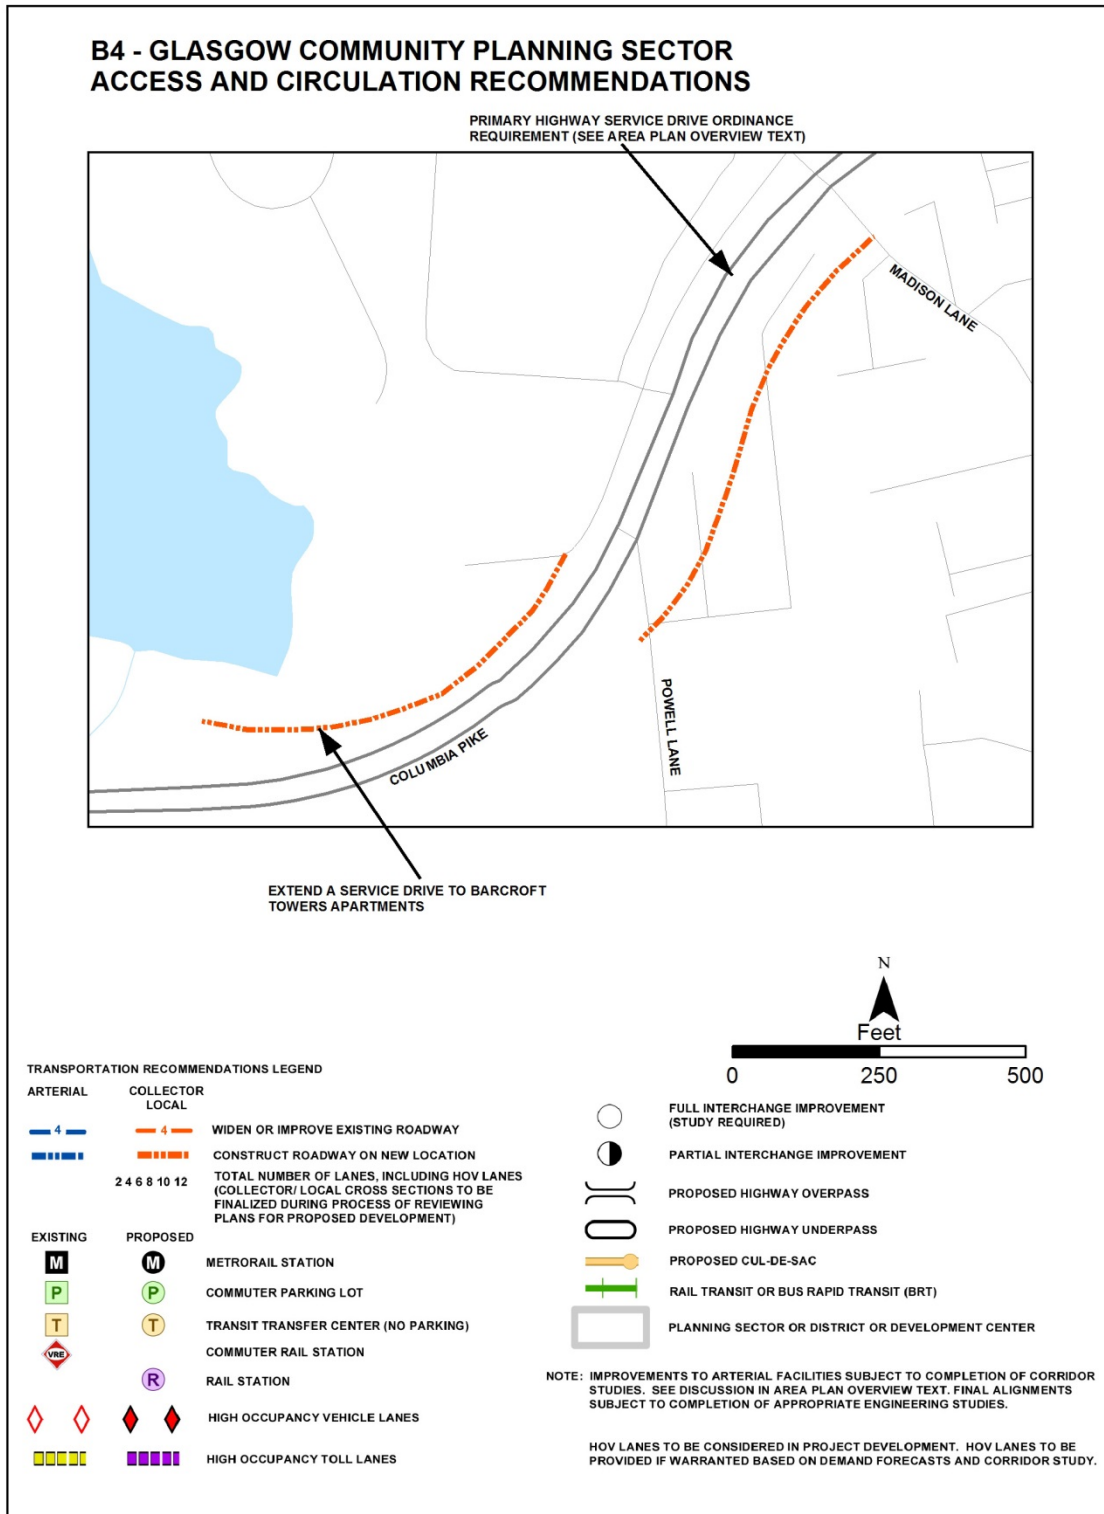 B4 - GLASGOW COMMUNITY PLANNING SECTOR
ACCESS AND CIRCULATION RECOMMENDATIONS
PRIMARY HIGHWAY SERVICE DRIVE ORDINANCE
REQUIREMENT (SEE AREA PLAN OVERVIEW TEXT)
MADISON LANE
POWELL LANE
COLUMBIA PIKE
EXTEND A SERVICE DRIVE TO BARCROFT
TOWERS APARTMENTS
N
Feet
0 250 500
TRANSPORTATION RECOMMENDATIONS LEGEND
ARTERIAL COLLECTOR
LOCAL
4 4 WIDEN OR IMPROVE EXISTING ROADWAY
CONSTRUCT ROADWAY ON NEW LOCATION
2 4 6 8 10 12 TOTAL NUMBER OF LANES, INCLUDING HOV LANES
(COLLECTOR/ LOCAL CROSS SECTIONS TO BE
FINALIZED DURING PROCESS OF REVIEWING
PLANS FOR PROPOSED DEVELOPMENT)
EXISTING PROPOSED
M M METRORAIL STATION
P P COMMUTER PARKING LOT
T T TRANSIT TRANSFER CENTER (NO PARKING)
VRE COMMUTER RAIL STATION
R RAIL STATION
HIGH OCCUPANCY VEHICLE LANES
HIGH OCCUPANCY TOLL LANES
FULL INTERCHANGE IMPROVEMENT
(STUDY REQUIRED)
PARTIAL INTERCHANGE IMPROVEMENT
PROPOSED HIGHWAY OVERPASS
PROPOSED HIGHWAY UNDERPASS
PROPOSED CUL-DE-SAC
RAIL TRANSIT OR BUS RAPID TRANSIT (BRT)
PLANNING SECTOR OR DISTRICT OR DEVELOPMENT CENTER
NOTE: IMPROVEMENTS TO ARTERIAL FACILITIES SUBJECT TO COMPLETION OF CORRIDOR
STUDIES. SEE DISCUSSION IN AREA PLAN OVERVIEW TEXT. FINAL ALIGNMENTS
SUBJECT TO COMPLETION OF APPROPRIATE ENGINEERING STUDIES.
HOV LANES TO BE CONSIDERED IN PROJECT DEVELOPMENT. HOV LANES TO BE
PROVIDED IF WARRANTED BASED ON DEMAND FORECASTS AND CORRIDOR STUDY.